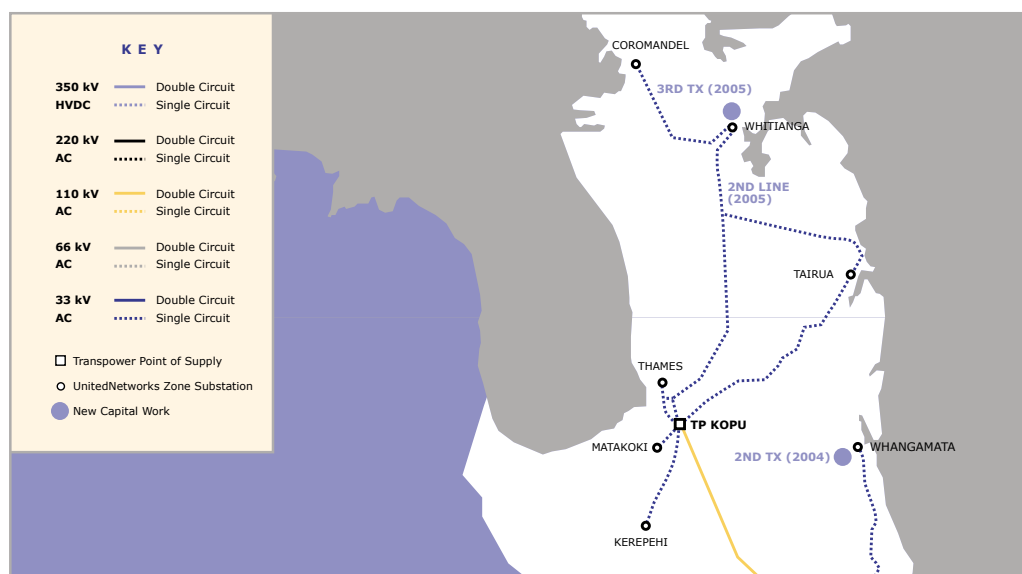 KEY
350 kV Double Circuit
HVDC Single Circuit
220 kV Double Circuit
AC Single Circuit
110 kV Double Circuit
AC Single Circuit
66 kV Double Circuit
AC Single Circuit
33 kV Double Circuit
AC Single Circuit
Transpower Point of Supply
UnitedNetworks Zone Substation
New Capital Work
COROMANDEL
3RD TX (2005)
WHITIANGA
2ND LINE
(2005)
TAIRUA
THAMES
TP KOPU
MATAKOKI
WHANGAMATA
2ND TX (2004)
KEREPEHI